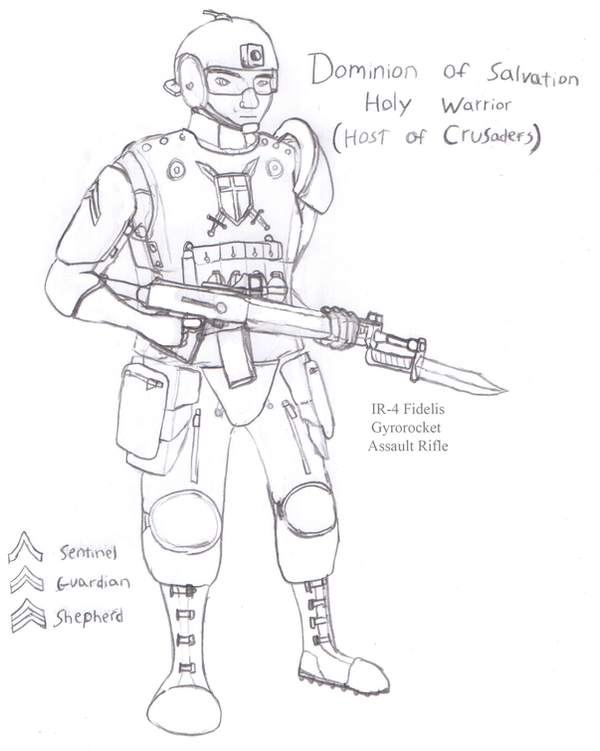 Dominion of Salvation
Holy Warrior
(Host of Crusaders)
IR-4 Fidelis
Gyrorocket
Assault Rifle
Sentinel
Guardian
Shepherd